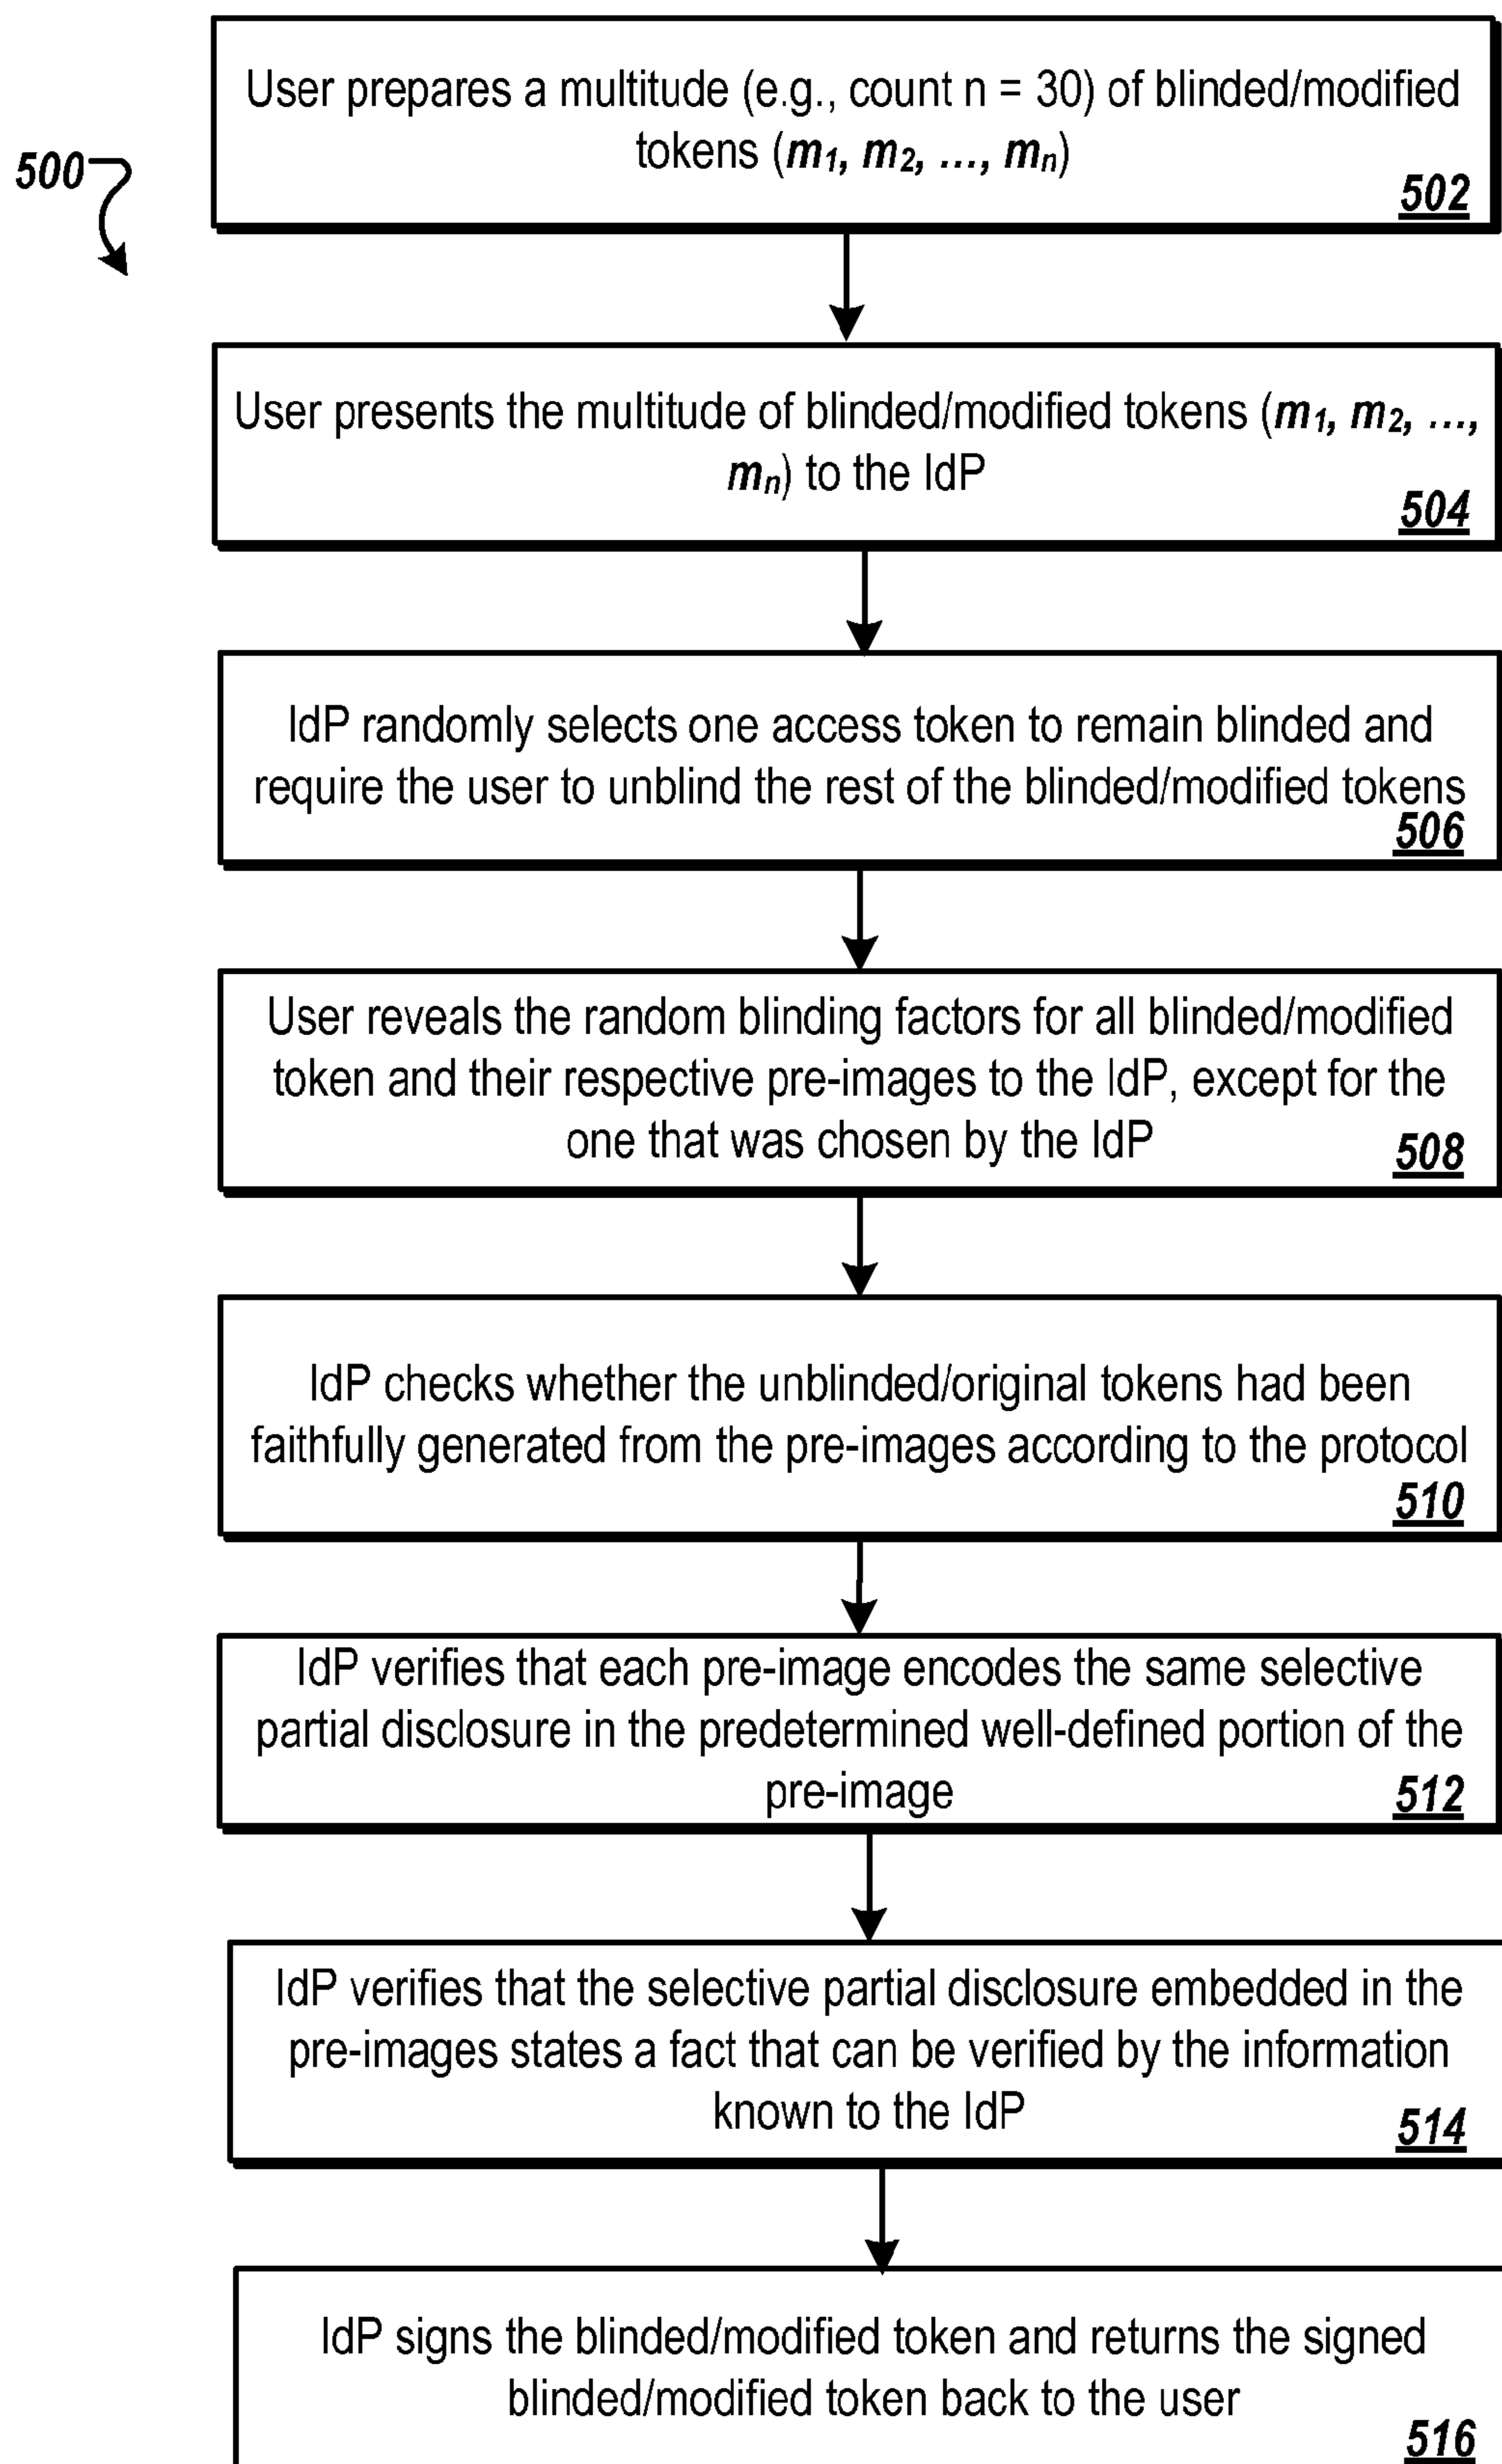 User prepares a multitude (e.g., count n = 30) of blinded/modified
tokens (m1, m2, ..., mn)
502
500
User presents the multitude of blinded/modified tokens (m1, m2, ...,
mn) to the IdP
504
IdP randomly selects one access token to remain blinded and
require the user to unblind the rest of the blinded/modified tokens
506
User reveals the random blinding factors for all blinded/modified
token and their respective pre-images to the IdP, except for the
one that was chosen by the IdP
508
IdP checks whether the unblinded/original tokens had been
faithfully generated from the pre-images according to the protocol
510
IdP verifies that each pre-image encodes the same selective
partial disclosure in the predetermined well-defined portion of the
pre-image
512
IdP verifies that the selective partial disclosure embedded in the
pre-images states a fact that can be verified by the information
known to the IdP
514
IdP signs the blinded/modified token and returns the signed
blinded/modified token back to the user
516